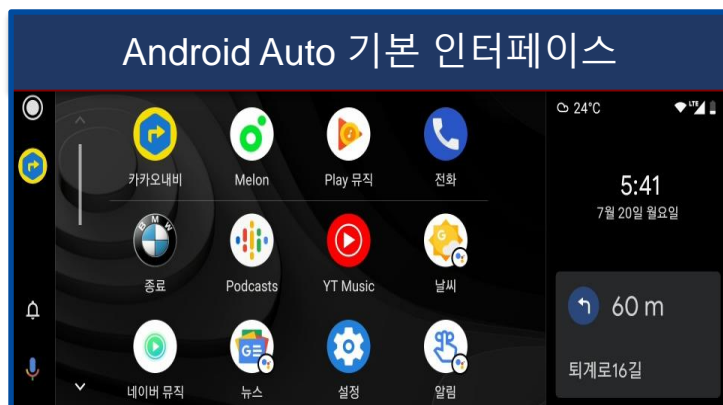 Android Auto 기본 인터페이스
24°C
LTE
카카오내비
Melon
Play 뮤직
전화
5:41
7월 20일 월요일
BMW
종료
Podcasts
YT Music
G
날씨
60 m
퇴계로16길
네이버 뮤직
GE
뉴스
설정
알림